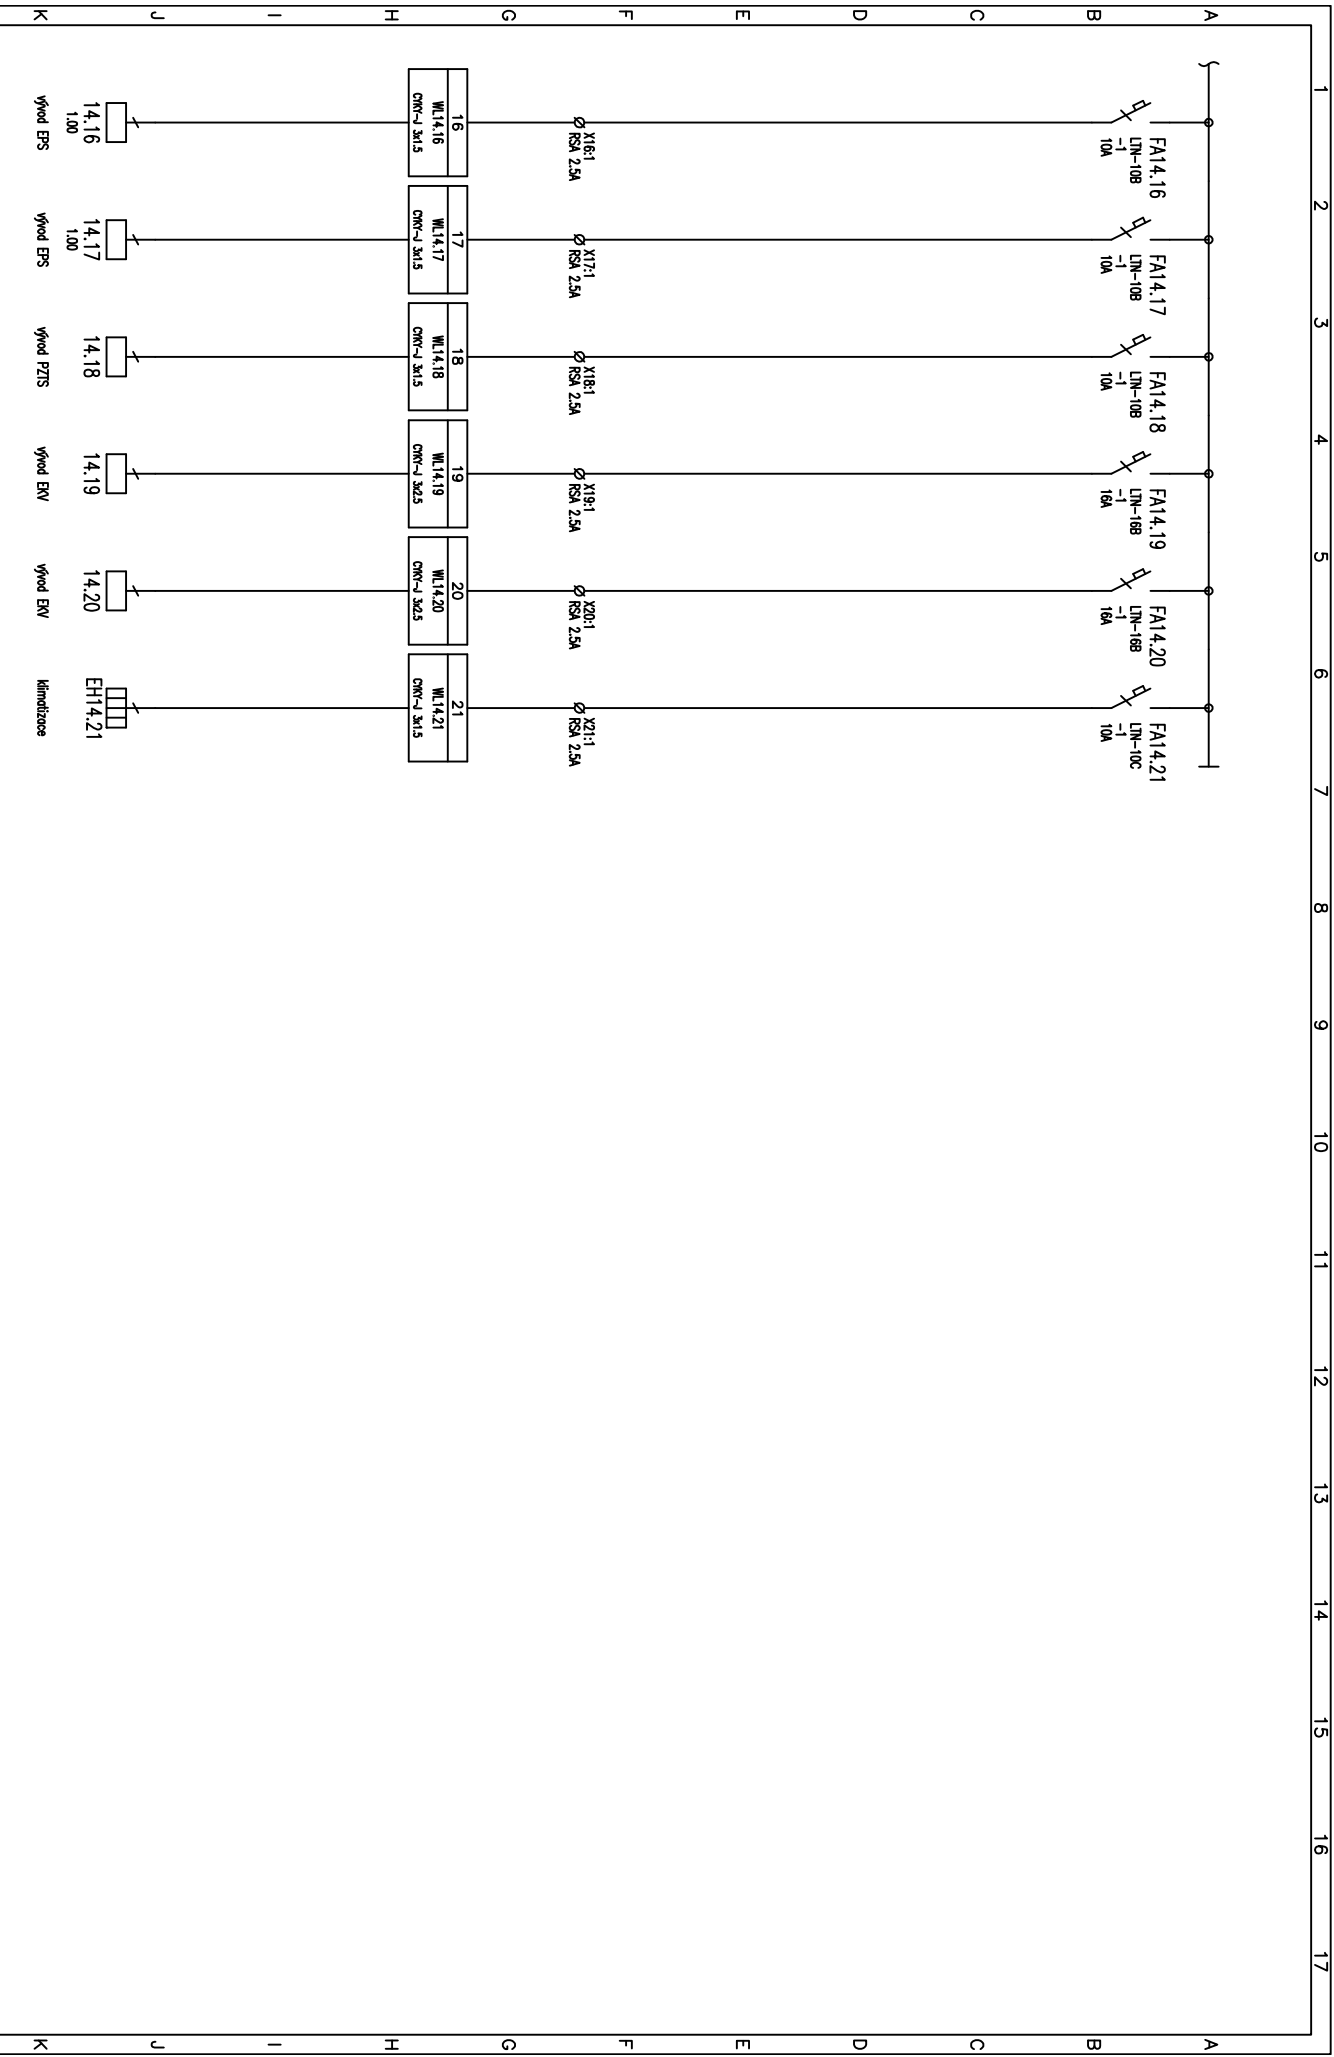 1 2 3 4 5 6 7 8 9 10 11 12 13 14 15 16 17
A A
B B
C C
D D
E E
F F
G G
H H
I I
J J
K K
FA14.16
LTN-10B
-1
10A
X16:1
RSA 2.5A
16
WL14.16
CYKY-J 3x1.5
14.16
1.00
vývod EPS
FA14.17
LTN-10B
-1
10A
X17:1
RSA 2.5A
17
WL14.17
CYKY-J 3x1.5
14.17
1.00
vývod EPS
FA14.18
LTN-10B
-1
10A
X18:1
RSA 2.5A
18
WL14.18
CYKY-J 3x1.5
14.18
vývod PZTS
FA14.19
LTN-16B
-1
16A
X19:1
RSA 2.5A
19
WL14.19
CYKY-J 3x2.5
14.19
vývod EKV
FA14.20
LTN-16B
-1
16A
X20:1
RSA 2.5A
20
WL14.20
CYKY-J 3x2.5
14.20
vývod EKV
FA14.21
LTN-10C
-1
10A
X21:1
RSA 2.5A
21
WL14.21
CYKY-J 3x1.5
EH14.21
klimatizace